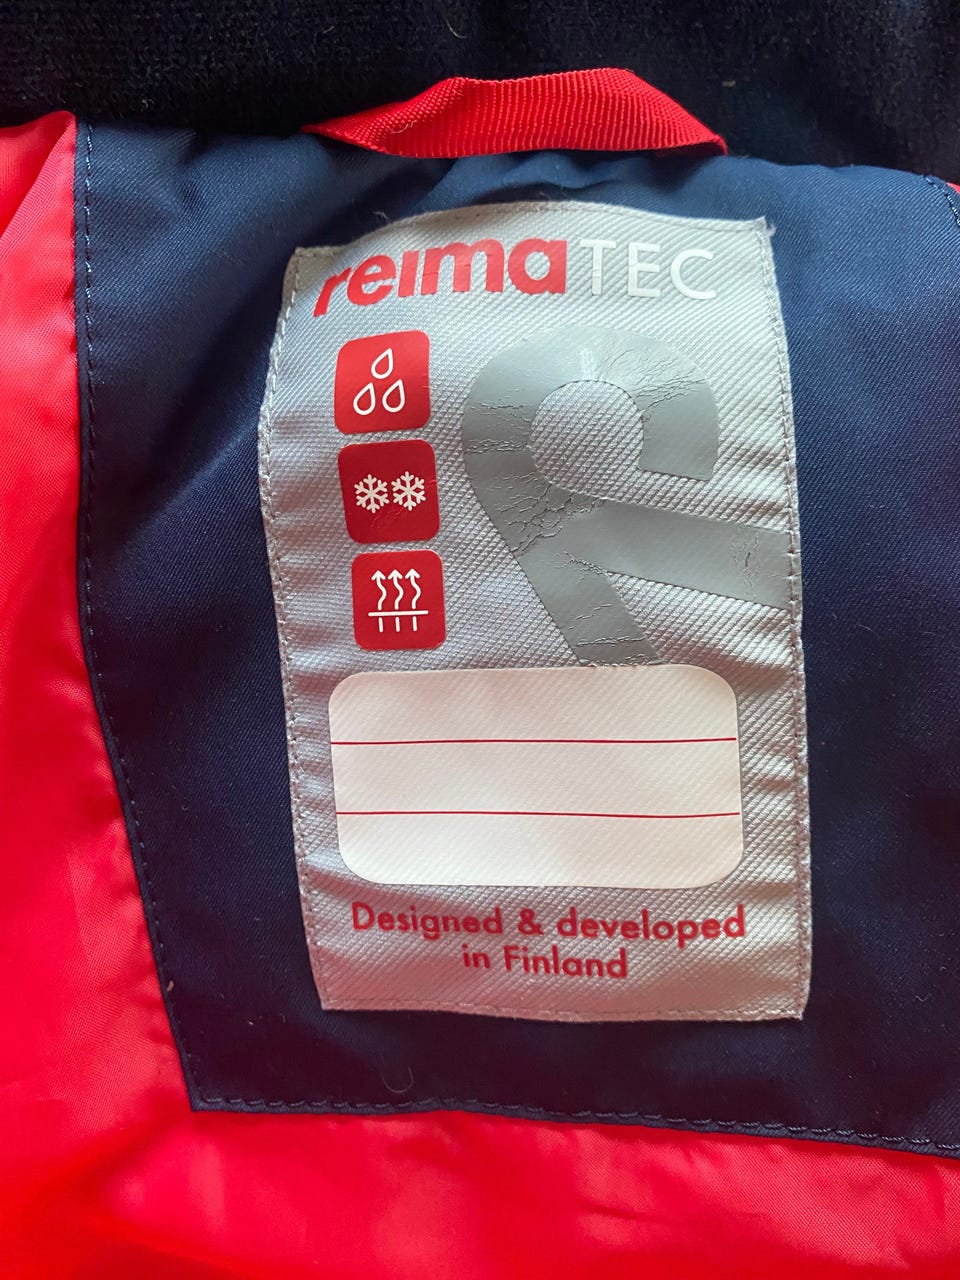 reimaTEC
Designed & developed
in Finland